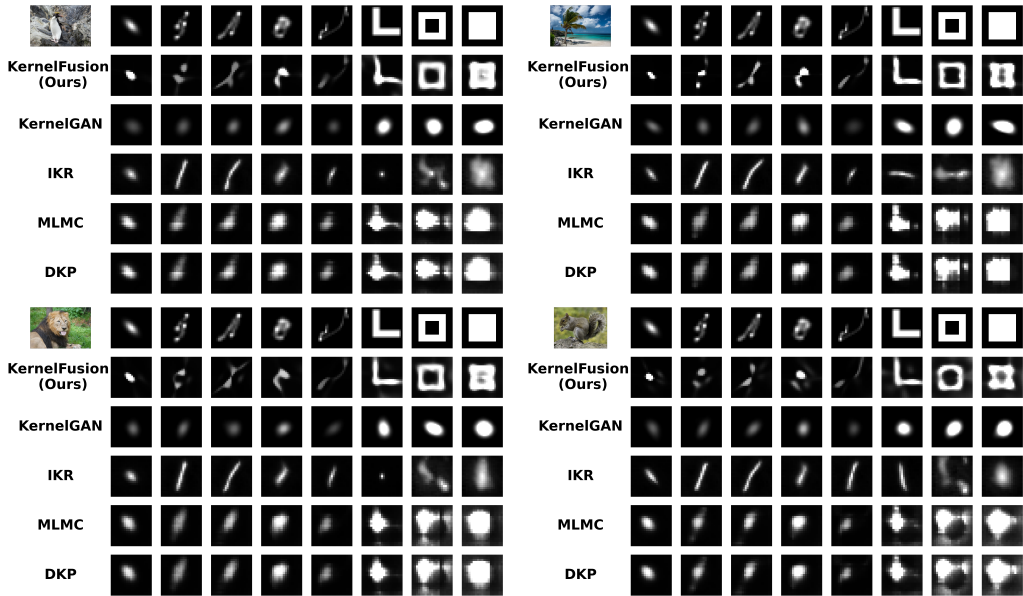 KernelFusion
(Ours)
KernelGAN
IKR
MLMC
DKP
KernelFusion
(Ours)
KernelGAN
IKR
MLMC
DKP
KernelFusion
(Ours)
KernelGAN
IKR
MLMC
DKP
KernelFusion
(Ours)
KernelGAN
IKR
MLMC
DKP